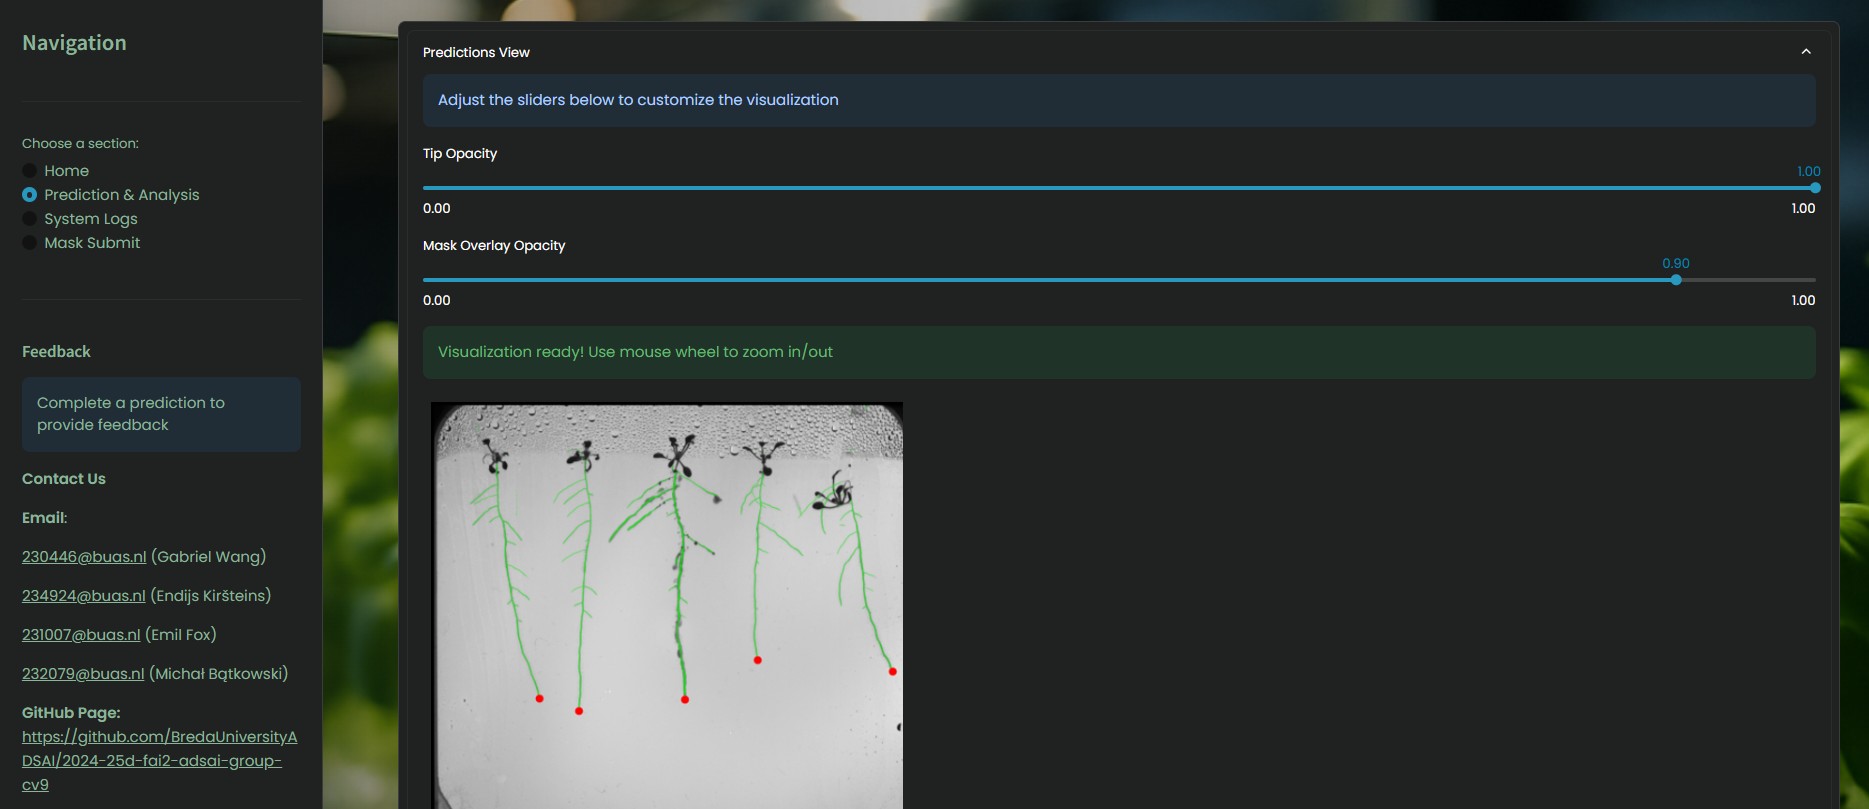 Navigation
Choose a section:
Home
Prediction & Analysis
System Logs
Mask Submit
Feedback
Complete a prediction to
provide feedback
Contact Us
Email:
230446@buas.nl (Gabriel Wang)
234924@buas.nl (Endijs Kiršteins)
231007@buas.nl (Emil Fox)
232079@buas.nl (Michał Bątkowski)
GitHub Page:
https://github.com/BredaUniversityA
DSAI/2024-25d-fai2-adsai-group-
cv9
Predictions View
Adjust the sliders below to customize the visualization
Tip Opacity
1.00
0.00 1.00
Mask Overlay Opacity
0.90
0.00 1.00
Visualization ready! Use mouse wheel to zoom in/out